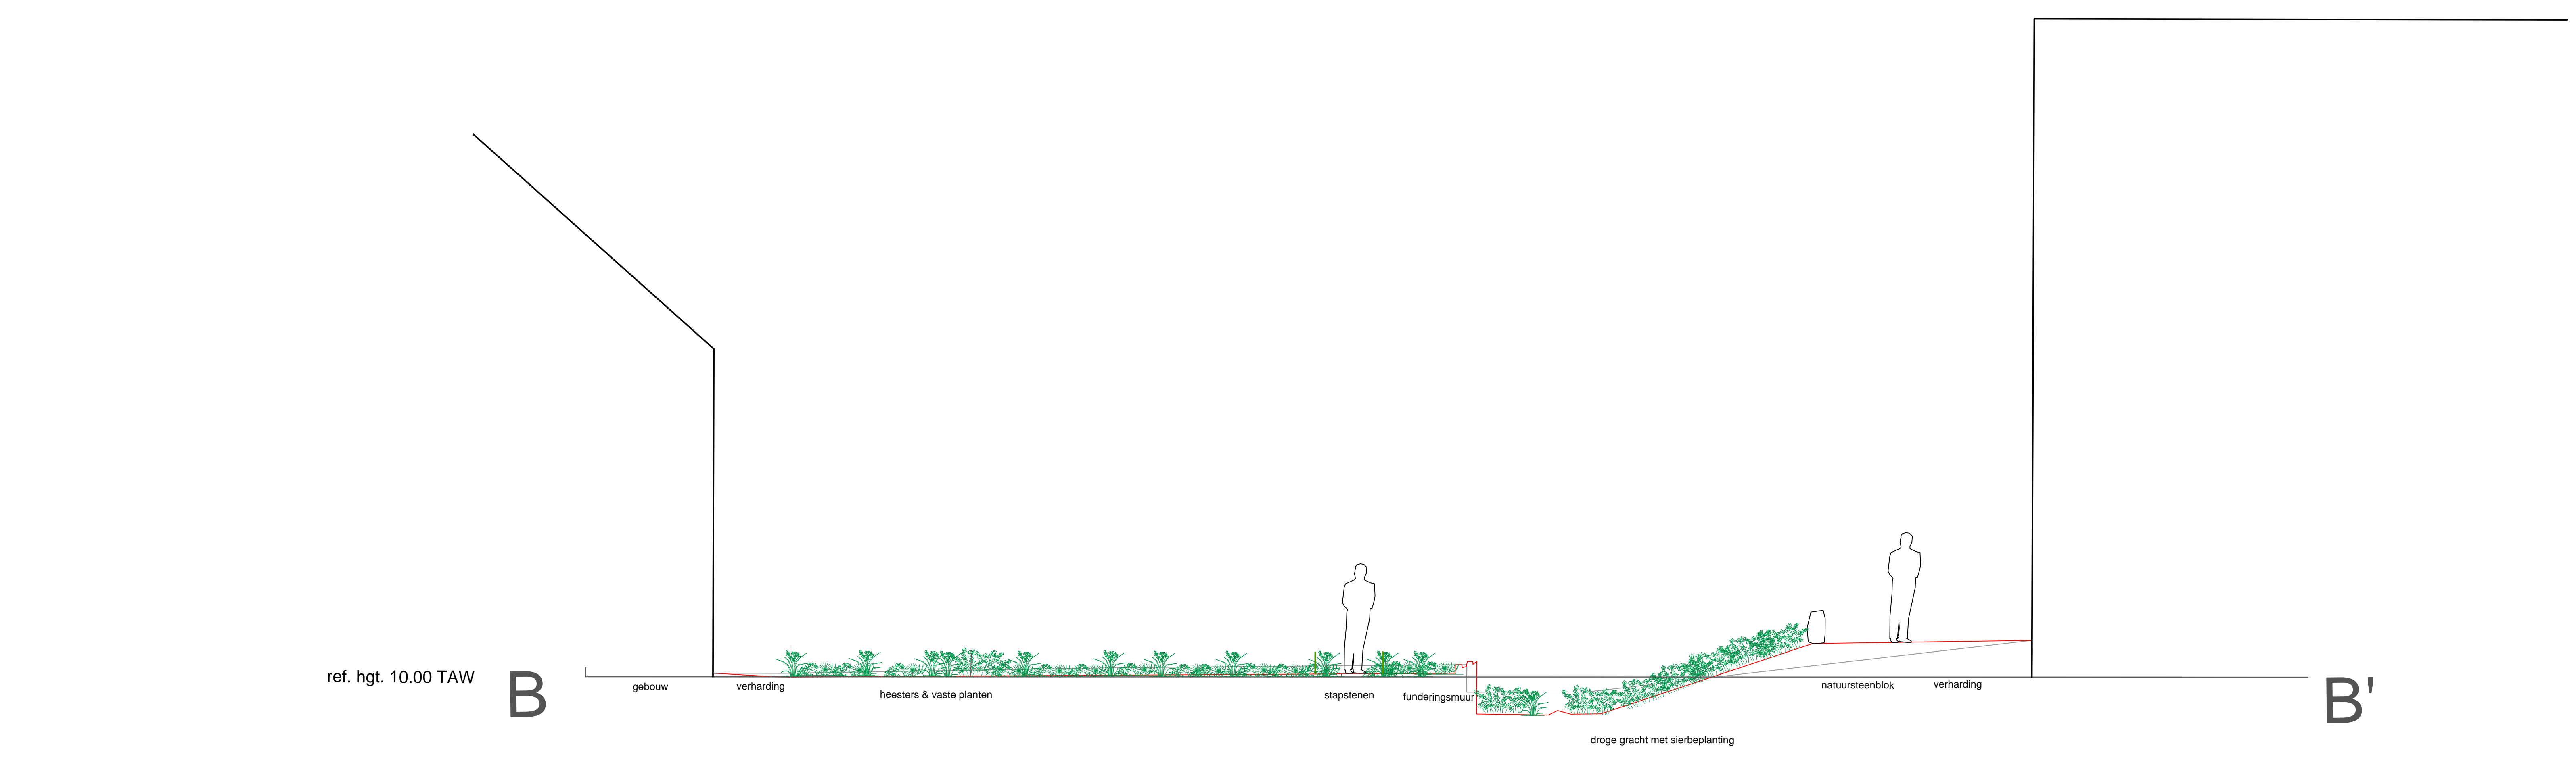 ref. hgt. 10.00 TAW
B
gebouw
verharding
heesters & vaste planten
stapstenen
funderingsmuur
droge gracht met sierbeplanting
natuursteenblok
verharding
B'